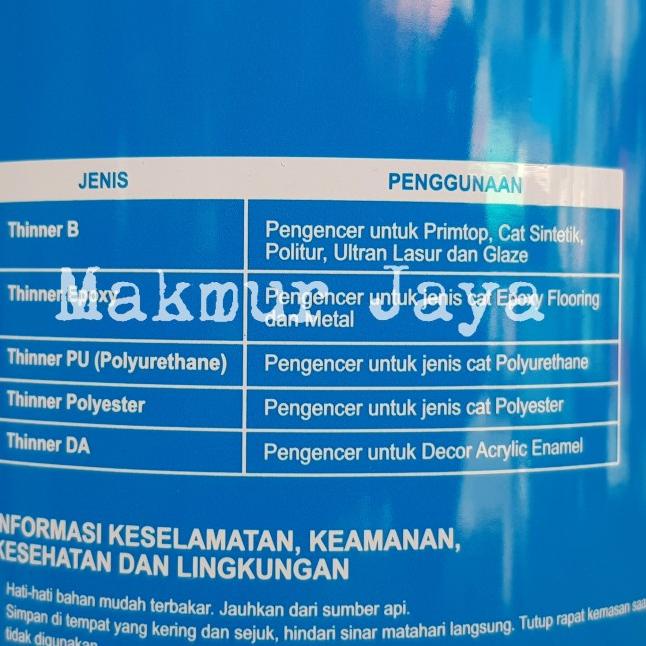 JENIS PENGGUNAAN
Thinner B
Pengencer untuk Primtop, Cat Sintetik,
Politur, Ultran Lasur dan Glaze
Thinner Epoxy
Pengencer untuk jenis cat Epoxy Flooring
dan Metal
Makmur Jaya
Thinner PU (Polyurethane)
Pengencer untuk jenis cat Polyurethane
Thinner Polyester
Pengencer untuk jenis cat Polyester
Thinner DA
Pengencer untuk Decor Acrylic Enamel
NFORMASI KESELAMATAN, KEAMANAN,
KESEHATAN DAN LINGKUNGAN
Hati-hati bahan mudah terbakar. Jauhkan dari sumber api.
Simpan di tempat yang kering dan sejuk, hindari sinar matahari langsung. Tutup rapat kemasan saa
tidak digunakan